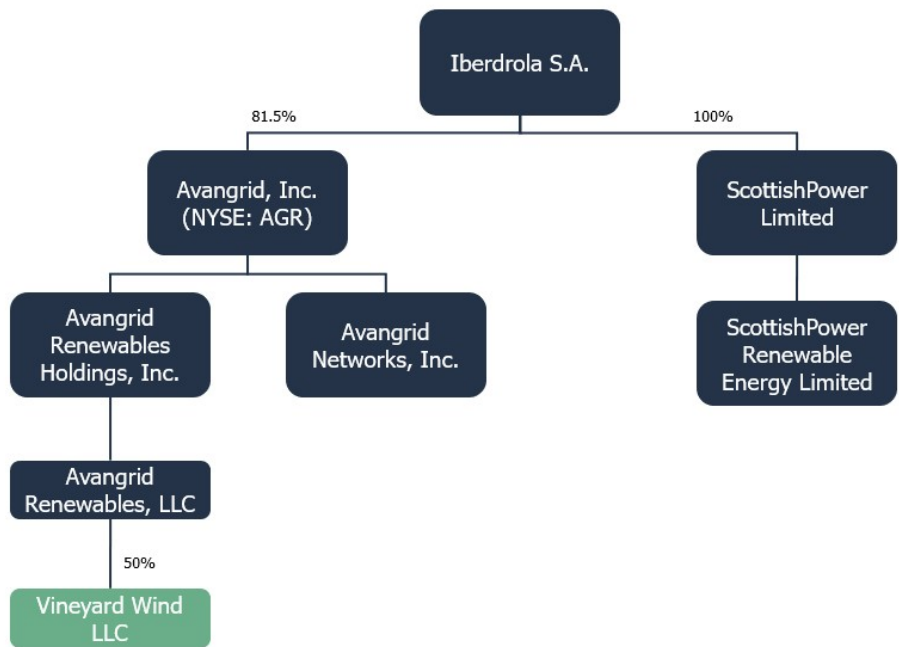 Iberdrola S.A.
81.5%
100%
Avangrid, Inc.
(NYSE: AGR)
ScottishPower
Limited
Avangrid
Renewables
Holdings, Inc.
Avangrid
Networks, Inc.
ScottishPower
Renewable
Energy Limited
Avangrid
Renewables, LLC
50%
Vineyard Wind
LLC